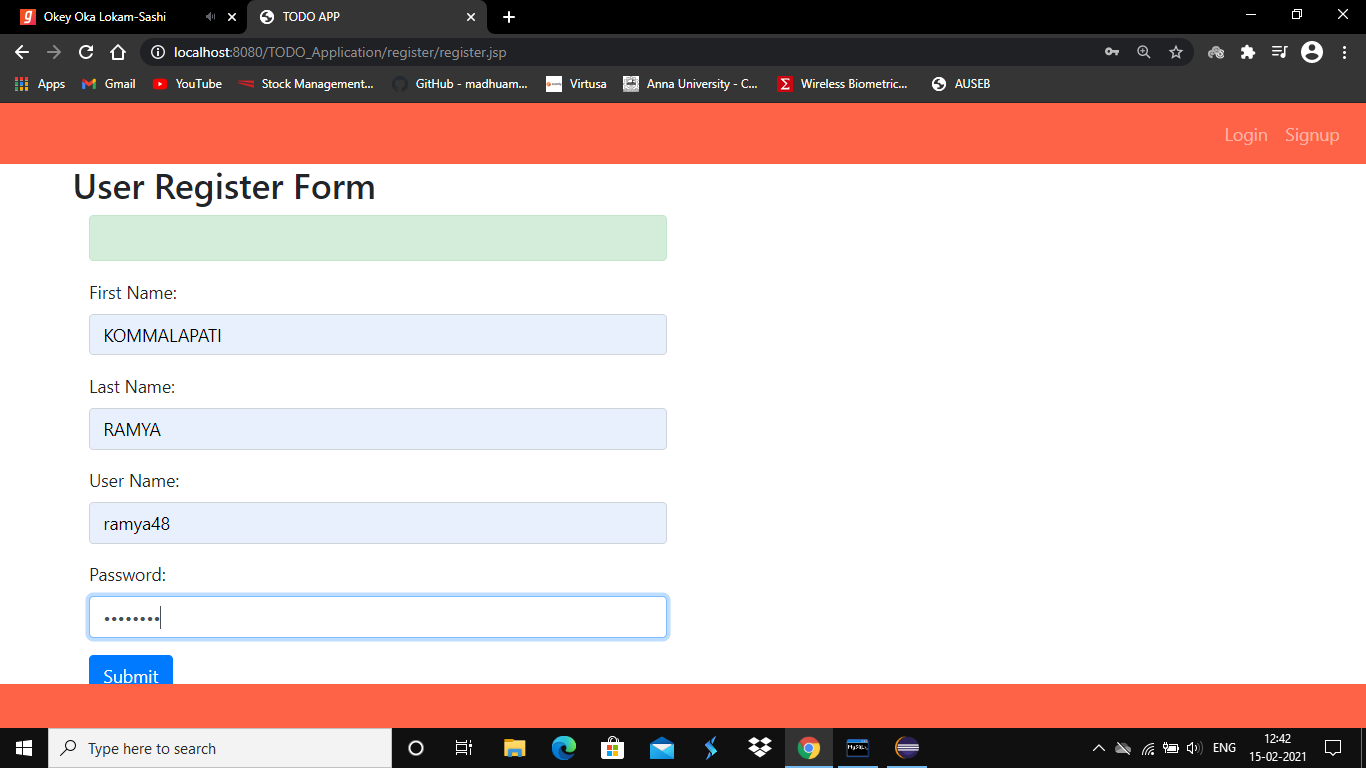 Okey Oka Lokam-Sashi
TODO APP
localhost:8080/TODO_Application/register/register.jsp
Apps Gmail YouTube Stock Management... GitHub - madhuam... Virtusa Anna University - C... Wireless Biometric... AUSEB
Login Signup
User Register Form
First Name:
KOMMALAPATI
Last Name:
RAMYA
User Name:
ramya48
Password:
••••••••
Submit
Type here to search
ENG
12:42
15-02-2021